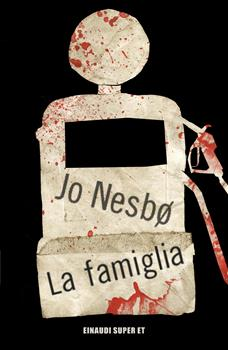 Jo Nesbø
La famiglia
EINAUDI SUPER ET